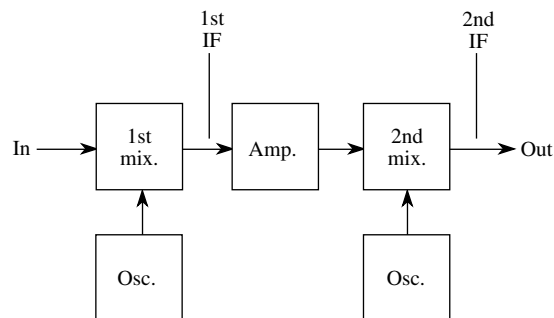 1st
IF
2nd
IF
In
1st
mix.
Amp.
2nd
mix.
Out
Osc.
Osc.